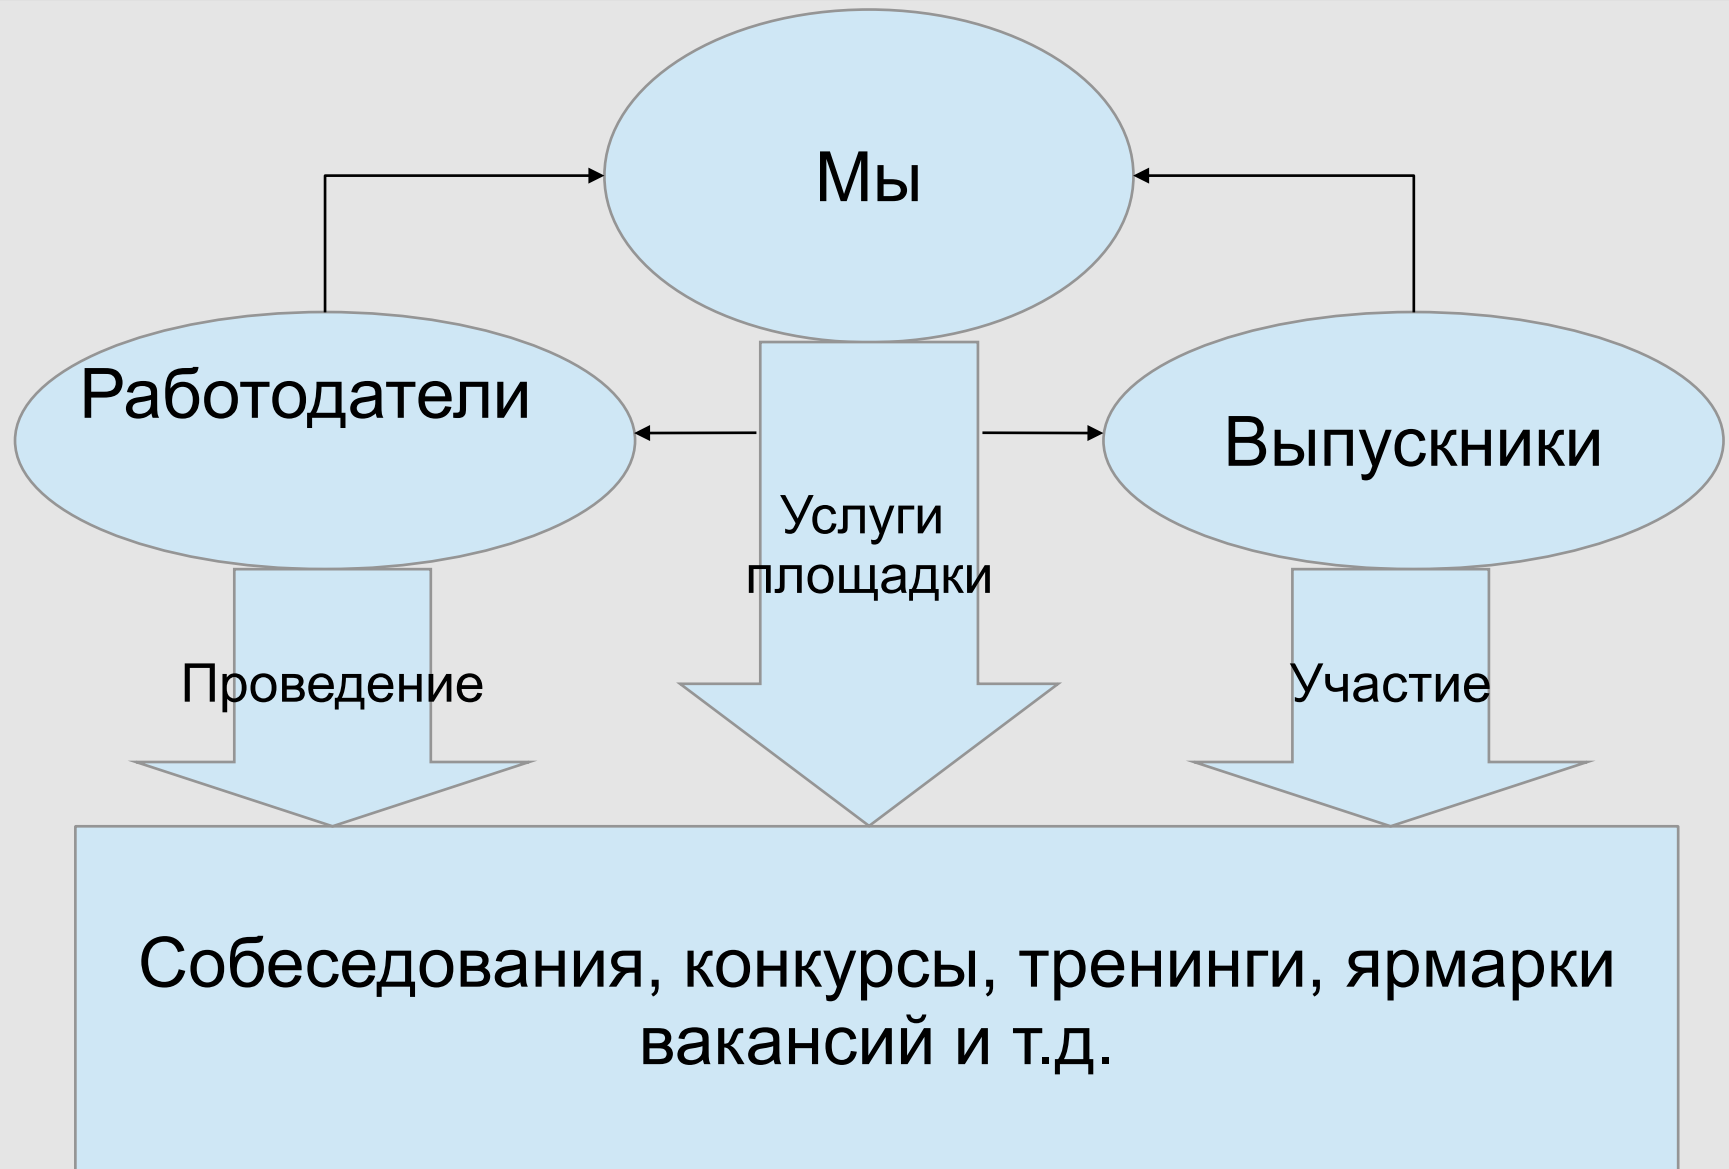 Мы
Работодатели
Выпускники
Услуги
площадки
Проведение
Участие
Собеседования, конкурсы, тренинги, ярмарки
вакансий и т.д.